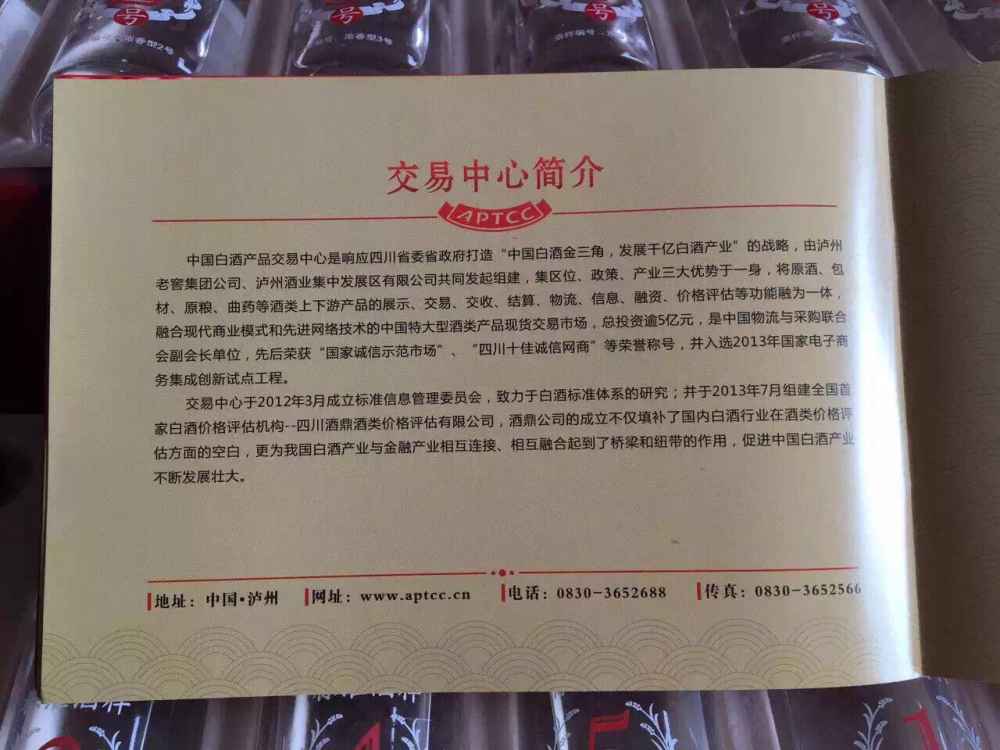 号
号
号
浓香型2号
浓香型3号
酒样编号:
交易中心简介
APTCC
中国白酒产品交易中心是响应四川省委省政府打造“中国白酒金三角，发展千亿白酒产业”的战略，由泸州
老窖集团公司、泸州酒业集中发展区有限公司共同发起组建，集区位、政策、产业三大优势于一身，将原酒、包
材、原粮、曲药等酒类上下游产品的展示、交易、交收、结算、物流、信息、融资、价格评估等功能融为一体，
融合现代商业模式和先进网络技术的中国特大型酒类产品现货交易市场，总投资逾5亿元，是中国物流与采购联合
会副会长单位，先后荣获“国家诚信示范市场”、“四川十佳诚信网商”等荣誉称号，并入选2013年国家电子商
务集成创新试点工程。
交易中心于2012年3月成立标准信息管理委员会，致力于白酒标准体系的研究；并于2013年7月组建全国首
家白酒价格评估机构--四川酒鼎酒类价格评估有限公司，酒鼎公司的成立不仅填补了国内白酒行业在酒类价格评
估方面的空白，更为我国白酒产业与金融产业相互连接、相互融合起到了桥梁和纽带的作用，促进中国白酒产业
不断发展壮大。
地址：中国·泸州 网址：www.aptcc.cn 电话：0830-3652688 传真：0830-3652566
5 1